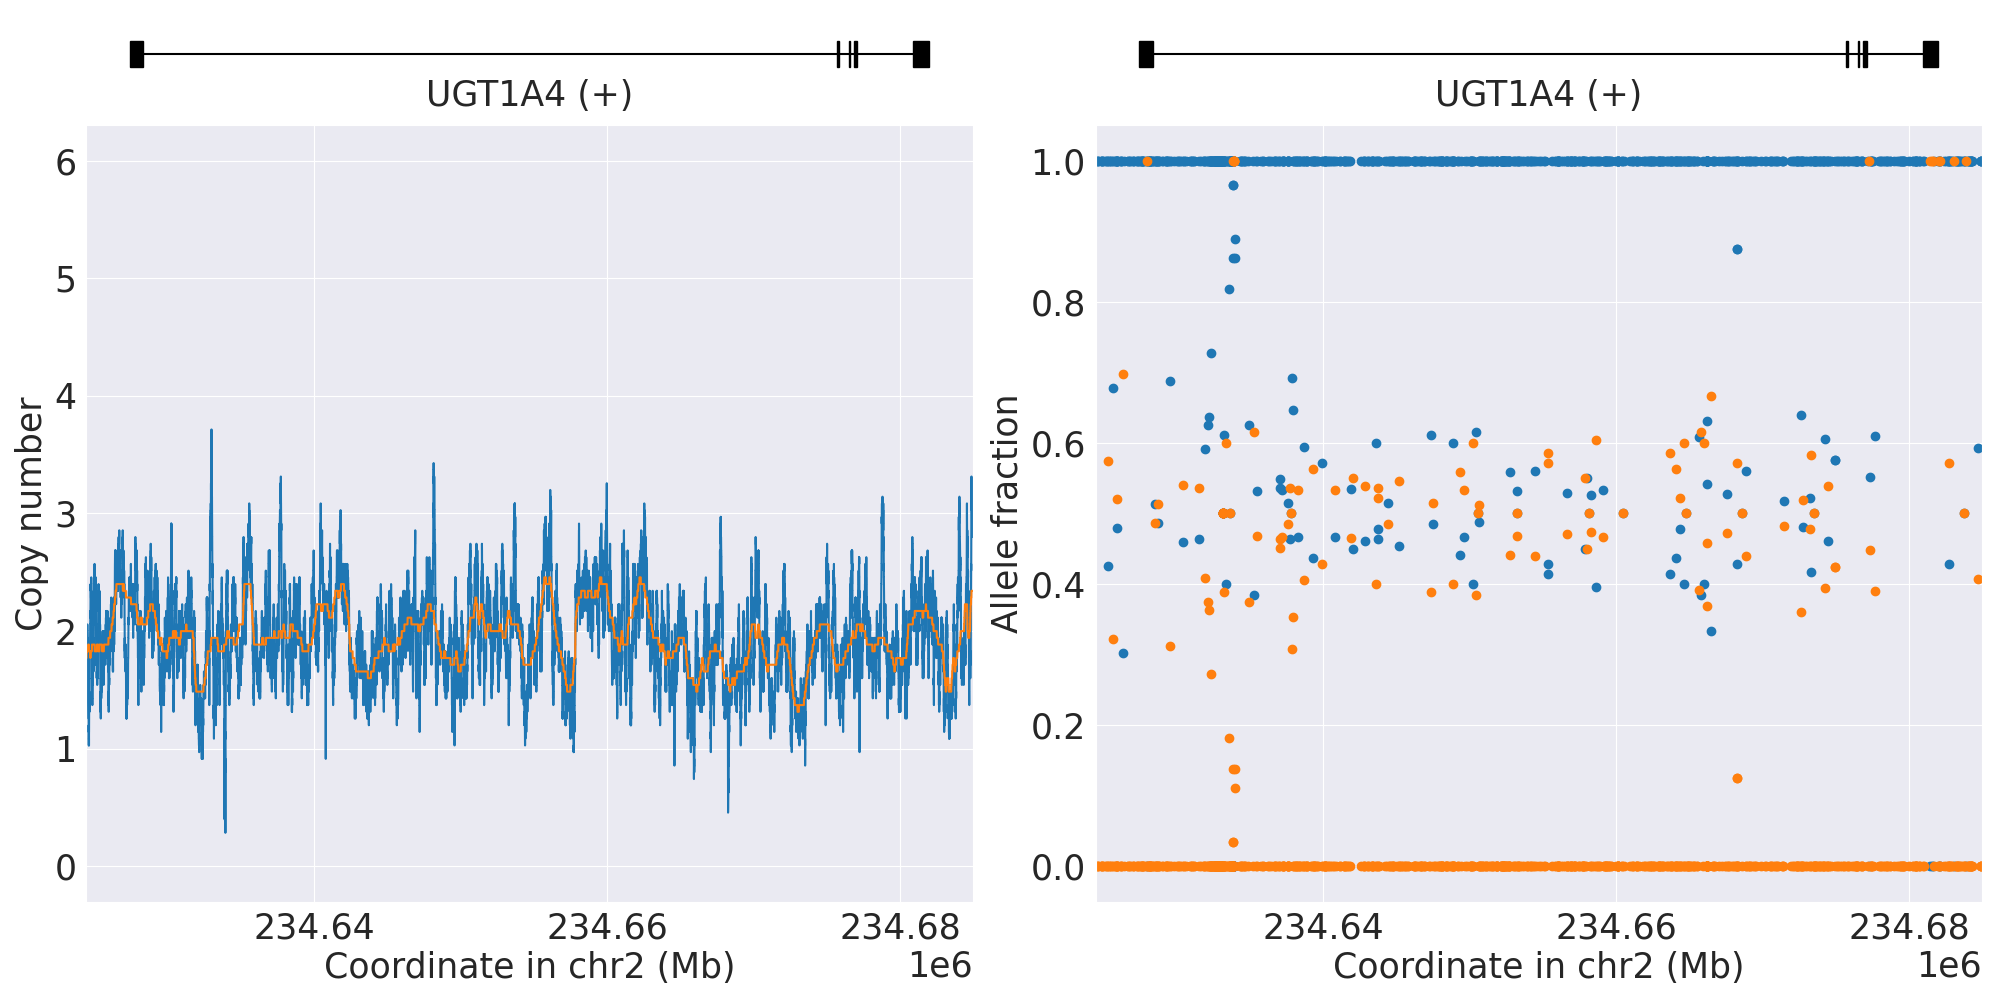 UGT1A4 (+)
6
5
4
3
2
1
0
Copy number
234.64
234.66
234.68
1e6
Coordinate in chr2 (Mb)
UGT1A4 (+)
1.0
0.8
0.6
0.4
0.2
0.0
Allele fraction
234.64
234.66
234.68
1e6
Coordinate in chr2 (Mb)